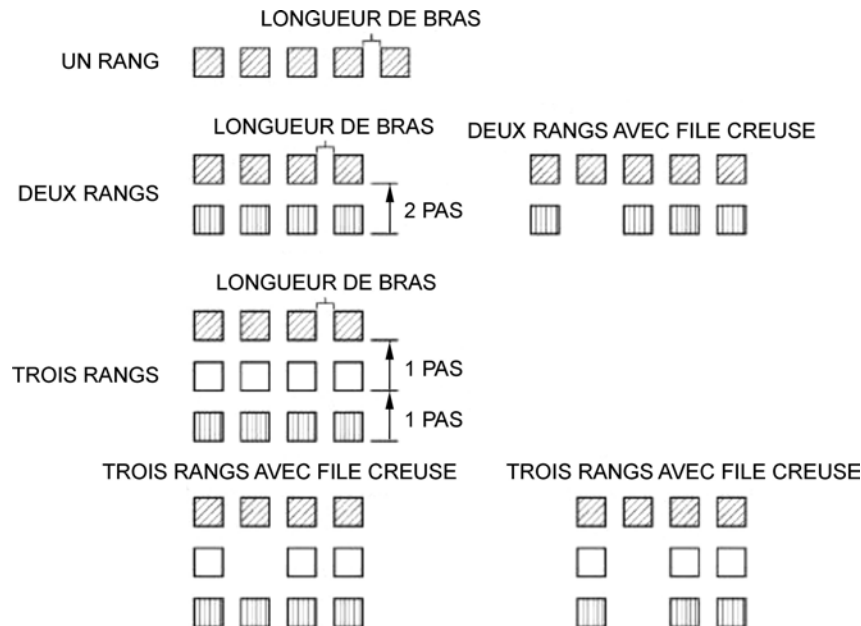 LONGUEUR DE BRAS
UN RANG
LONGUEUR DE BRAS
DEUX RANGS AVEC FILE CREUSE
DEUX RANGS
2 PAS
LONGUEUR DE BRAS
TROIS RANGS
1 PAS
1 PAS
TROIS RANGS AVEC FILE CREUSE
TROIS RANGS AVEC FILE CREUSE